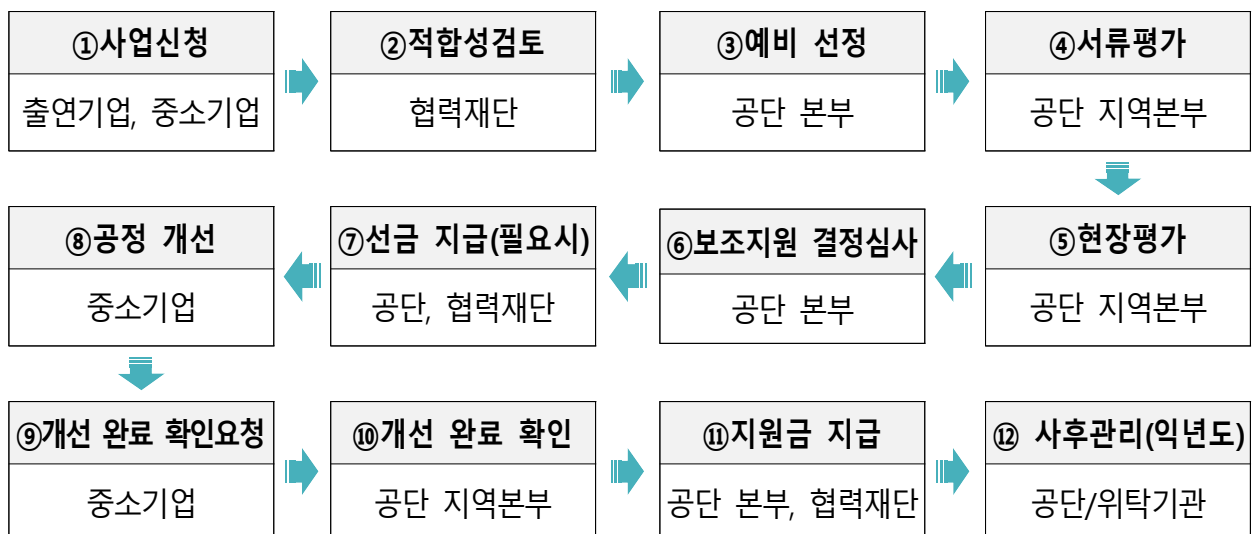 ①사업신청
출연기업, 중소기업
②적합성검토
협력재단
③예비 선정
공단 본부
④서류평가
공단 지역본부
⑤현장평가
공단 지역본부
⑥보조지원 결정심사
공단 본부
⑦선금 지급(필요시)
공단, 협력재단
⑧공정 개선
중소기업
⑨개선 완료 확인요청
중소기업
⑩개선 완료 확인
공단 지역본부
⑪지원금 지급
공단 본부, 협력재단
⑫ 사후관리(익년도)
공단/위탁기관